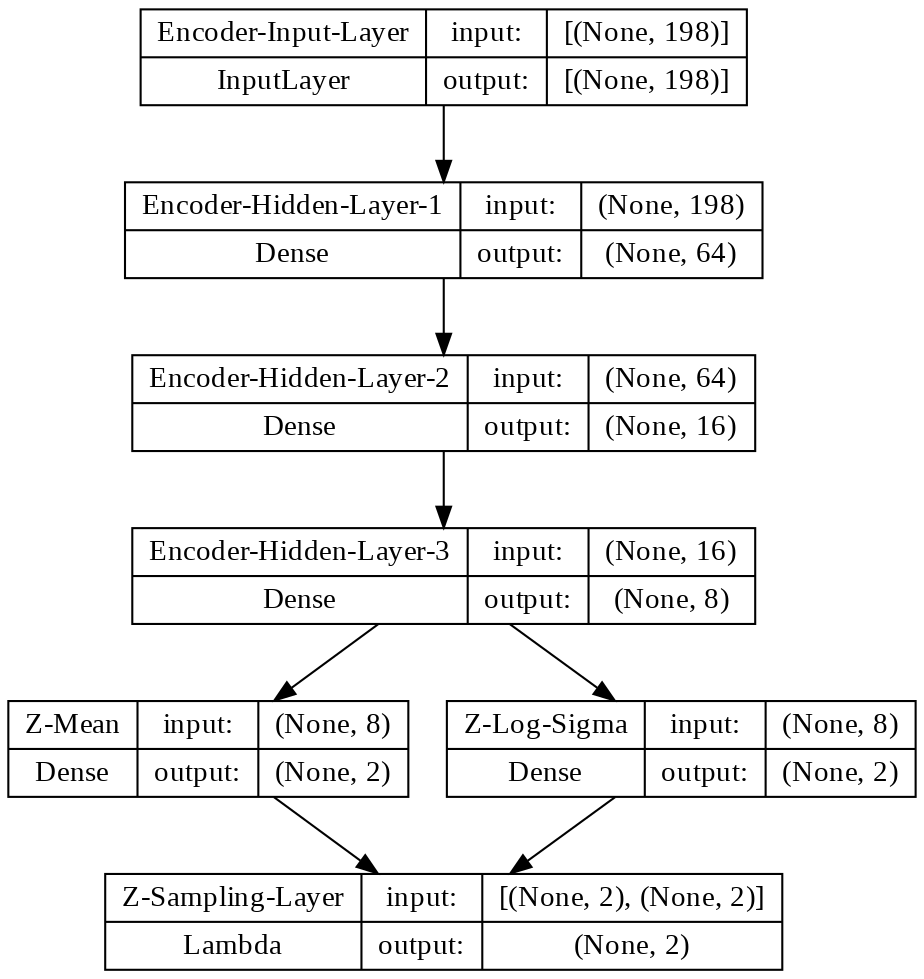 Encoder-Input-Layer input: [(None, 198)]
InputLayer output: [(None, 198)]
Encoder-Hidden-Layer-1 input: (None, 198)
Dense output: (None, 64)
Encoder-Hidden-Layer-2 input: (None, 64)
Dense output: (None, 16)
Encoder-Hidden-Layer-3 input: (None, 16)
Dense output: (None, 8)
Z-Mean input: (None, 8)
Dense output: (None, 2)
Z-Log-Sigma input: (None, 8)
Dense output: (None, 2)
Z-Sampling-Layer input: [(None, 2), (None, 2)]
Lambda output: (None, 2)